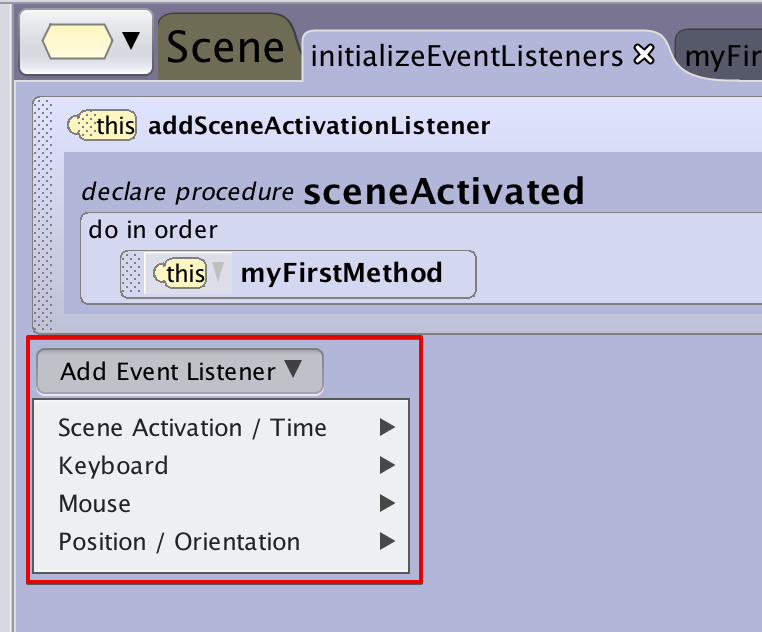 Scene initializeEventListeners myFir
this addSceneActivationListener
declare procedure sceneActivated
do in order
this myFirstMethod
Add Event Listener
Scene Activation / Time
Keyboard
Mouse
Position / Orientation